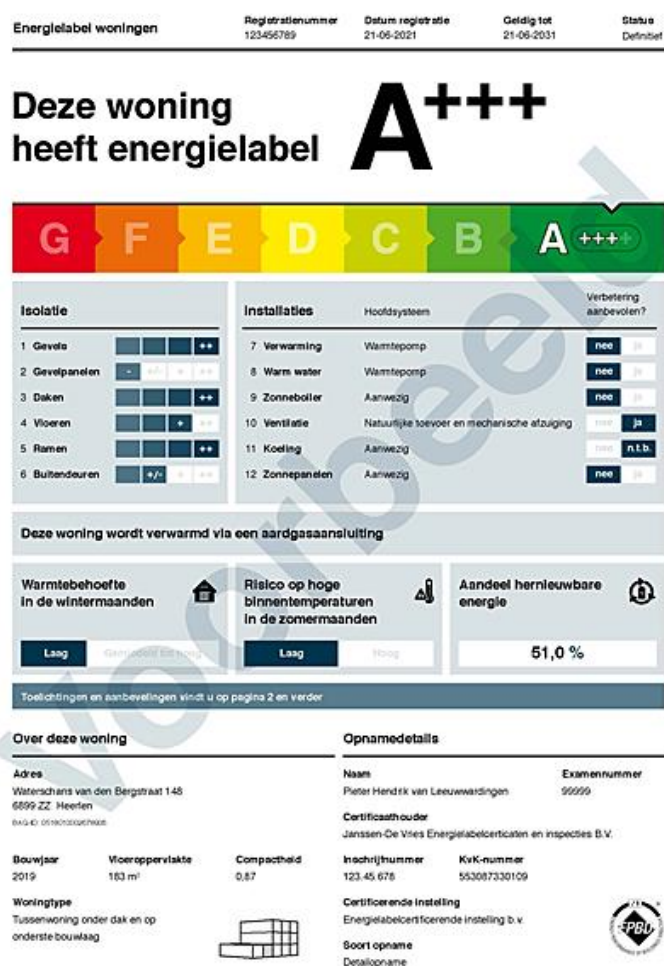 Energielabel woningen
Registratienummer
123456789
Datum registratie
21-06-2021
Geldig tot
21-06-2031
Status
Definitief
Deze woning
heeft energielabel
A+++
G F E D C B A ++++
Isolatie
1 Gevels ++
2 Gevelpanelen - +/- + ++
3 Daken ++
4 Vloeren + ++
5 Ramen ++
6 Buitendeuren +/- + ++
Installaties Hoofdsysteem Verbetering
aanbevolen?
7 Verwarming Warmtepomp nee ja
8 Warm water Warmtepomp nee ja
9 Zonneboiler Aanwezig nee ja
10 Ventilatie Natuurlijke toevoer en mechanische afzuiging nee ja
11 Koeling Aanwezig nee n.t.b.
12 Zonnepanelen Aanwezig nee ja
Deze woning wordt verwarmd via een aardgasaansluiting
Warmtebehoefte
in de wintermaanden
Laag Gemiddeld tot hoog
Risico op hoge
binnentemperaturen
in de zomermaanden
Laag Hoog
Aandeel hernieuwbare
energie
51,0 %
Toelichtingen en aanbevelingen vindt u op pagina 2 en verder
Over deze woning
Adres
Waterschans van den Bergstraat 148
6899 ZZ Heerlen
BAG-ID:
Bouwjaar
2019
Vloeroppervlakte
183 m²
Compactheid
0,87
Woningtype
Tussenwoning onder dak en op
onderste bouwlaag
Opnamedetails
Naam
Pieter Hendrik van Leeuwwardingen
Examennummer
99999
Certificaathouder
Janssen-De Vries Energielabelcerticaten en inspecties B.V.
Inschrijfnummer
123.45.678
KvK-nummer
553087330109
Certificerende instelling
Energielabelcertificerende instelling b.v.
Soort opname
Detailopname
EPBD
Voorbeeld